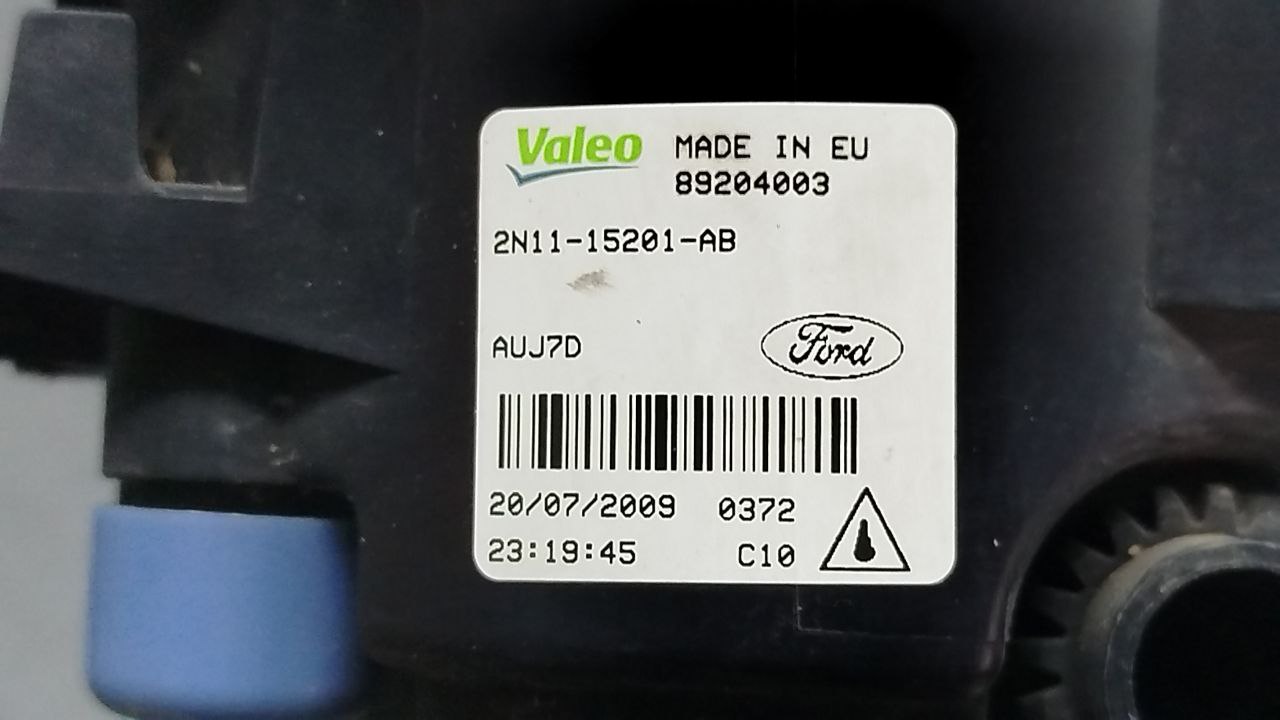 Valeo
MADE IN EU
89204003
2N11-15201-AB
AUJ7D
Ford
20/07/2009 0372
23:19:45 C10